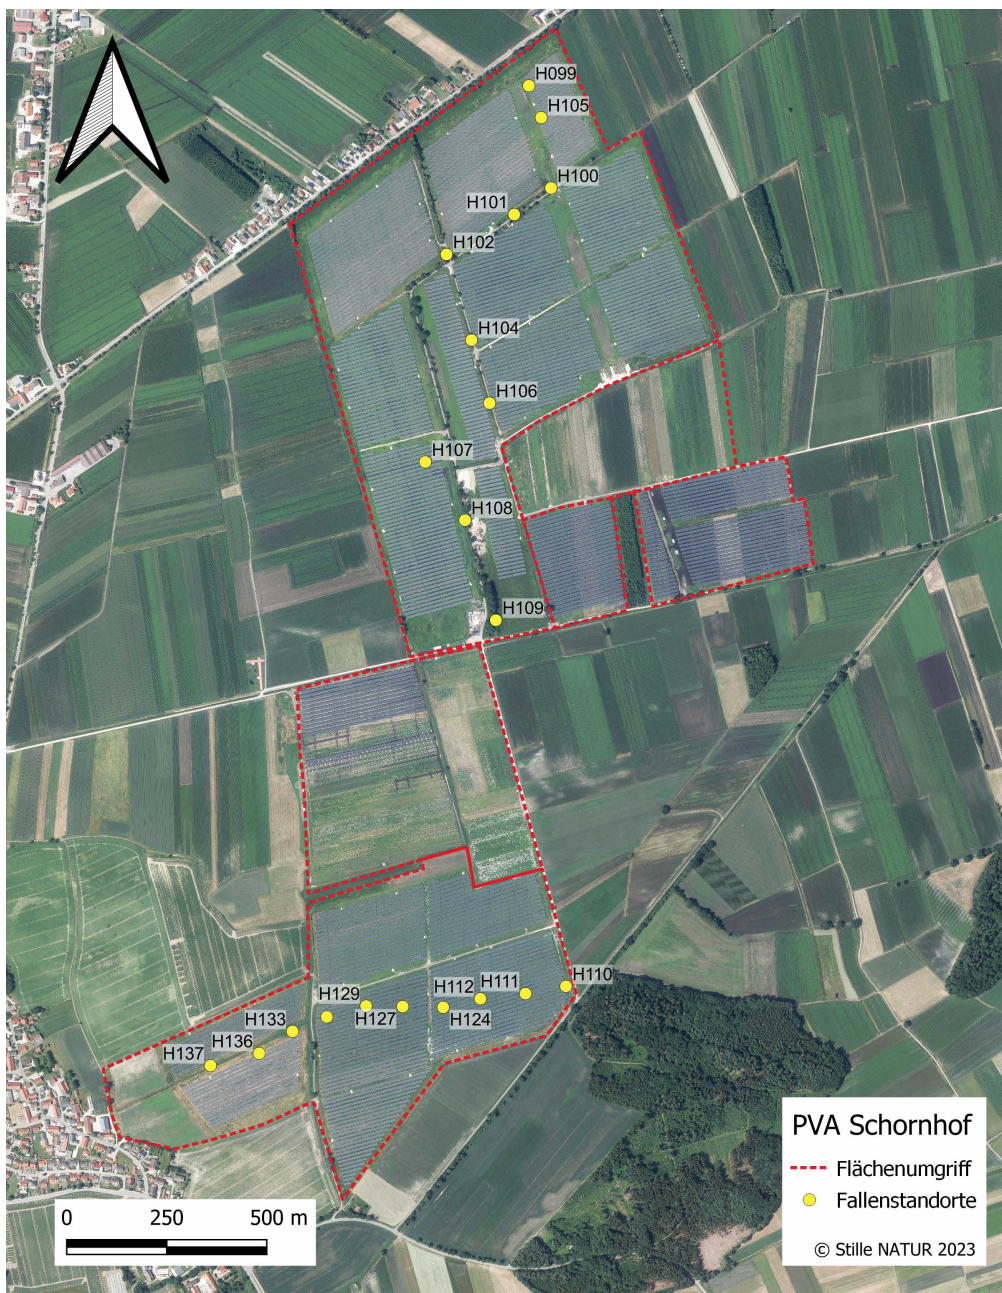 H099
H105
H100
H101
H102
H104
H106
H107
H108
H109
H110
H111
H112
H129
H127
H124
H133
H136
H137
PVA Schornhof
Flächenumgriff
Fallenstandorte
© Stille NATUR 2023
0 250 500 m